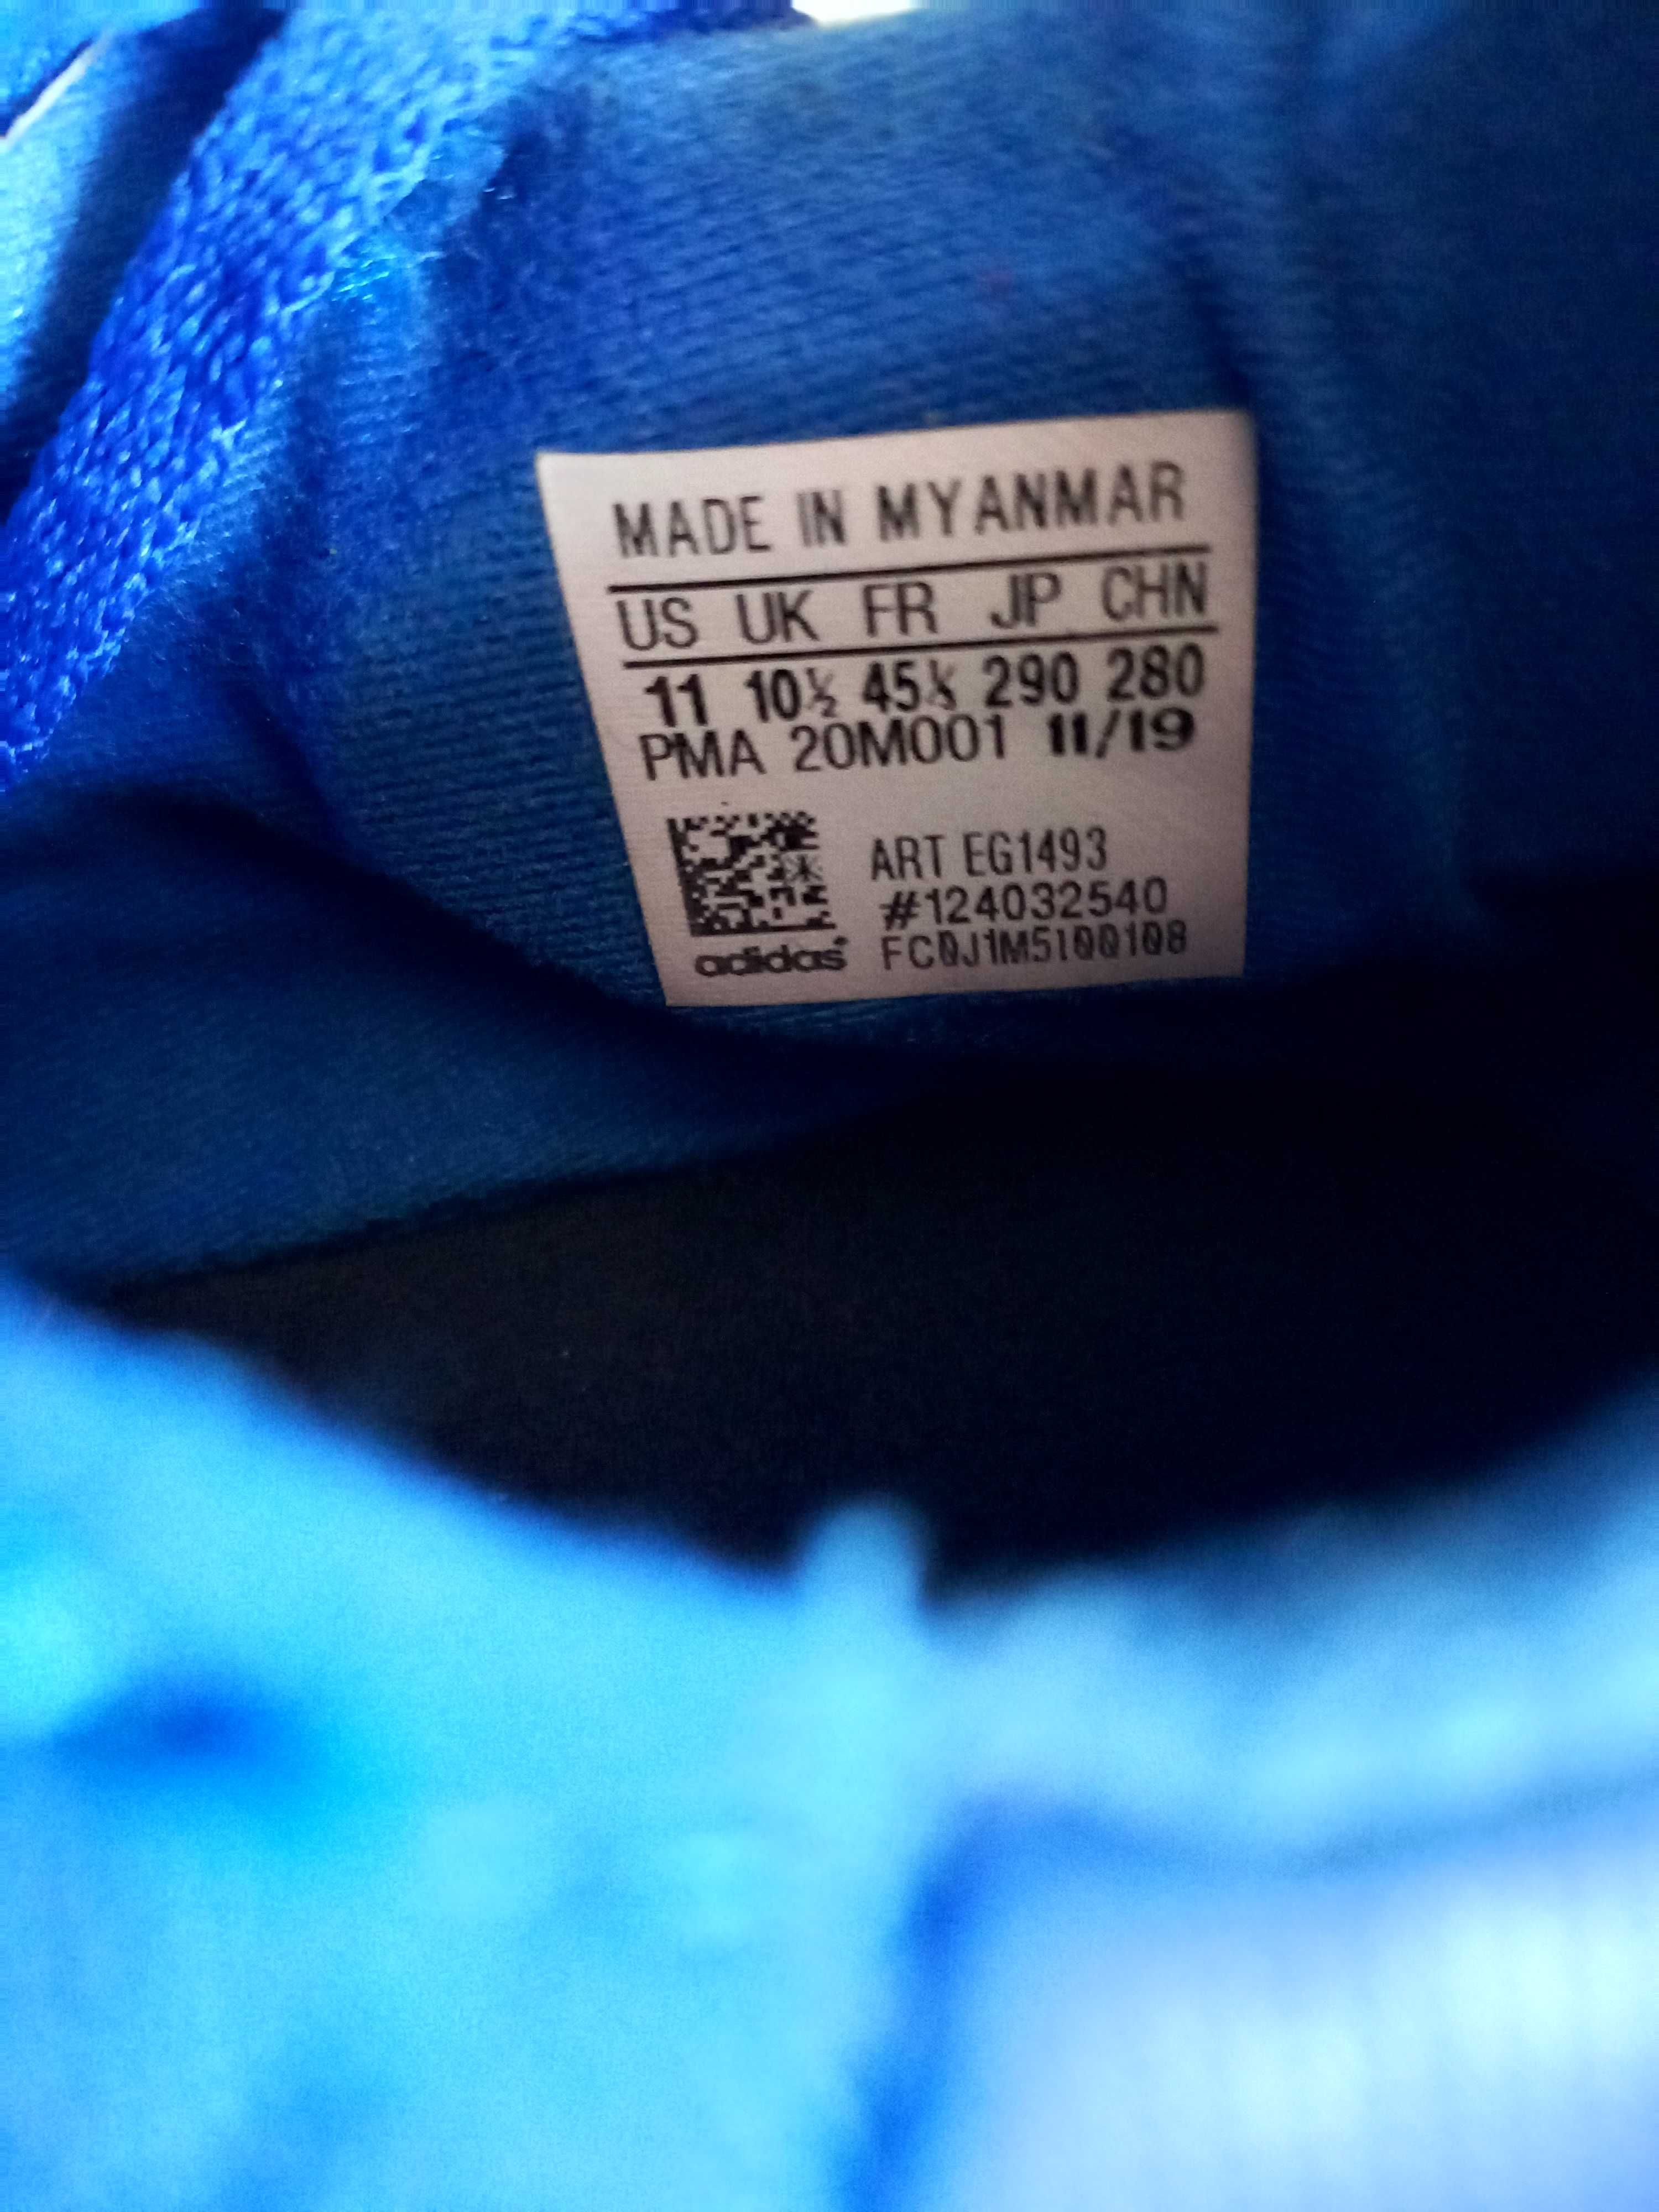 MADE IN MYANMAR
US UK FR JP CHN
11 10½ 45⅓ 290 280
PMA 20M001 11/19
ART EG1493
#124032540
adidas FC0J1M5I00108